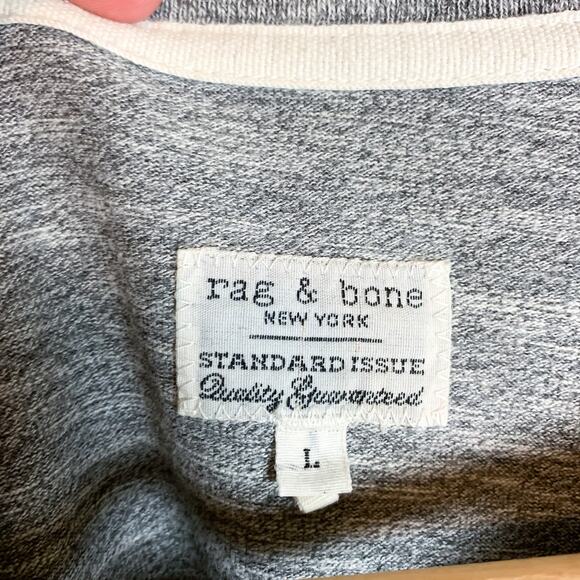 rag & bone
NEW YORK
STANDARD ISSUE
Quality Guaranteed
L